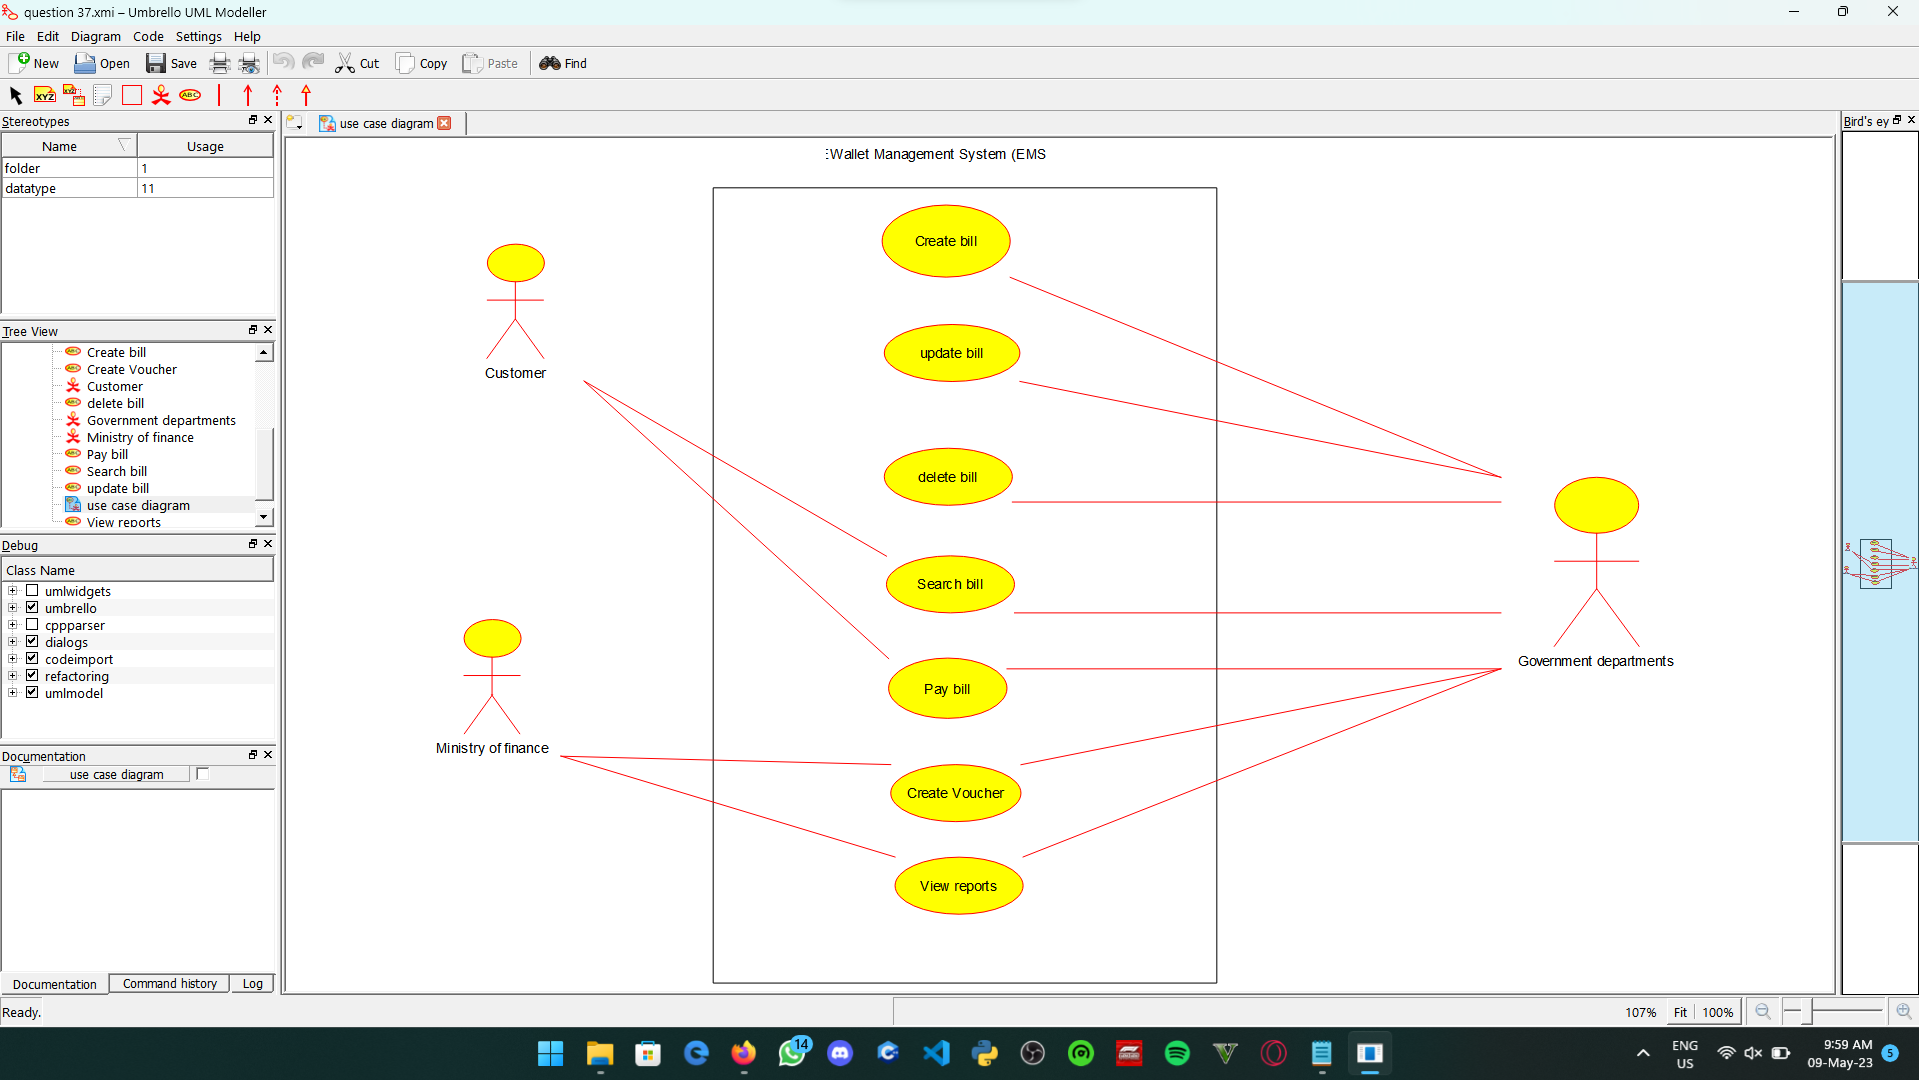 question 37.xmi – Umbrello UML Modeller
File Edit Diagram Code Settings Help
New Open Save Cut Copy Paste Find
XYZ XYZ ABC
Stereotypes
Name Usage
folder 1
datatype 11
Tree View
Create bill
Create Voucher
Customer
delete bill
Government departments
Ministry of finance
Pay bill
Search bill
update bill
use case diagram
View reports
Debug
Class Name
umlwidgets
umbrello
cppparser
dialogs
codeimport
refactoring
umlmodel
Documentation
use case diagram
Documentation Command history Log
use case diagram
Wallet Management System (EMS
Create bill
update bill
delete bill
Search bill
Pay bill
Create Voucher
View reports
Customer
Ministry of finance
Government departments
Bird's ey
Ready.
107% Fit 100%
14
ENG
US
9:59 AM
09-May-23
5